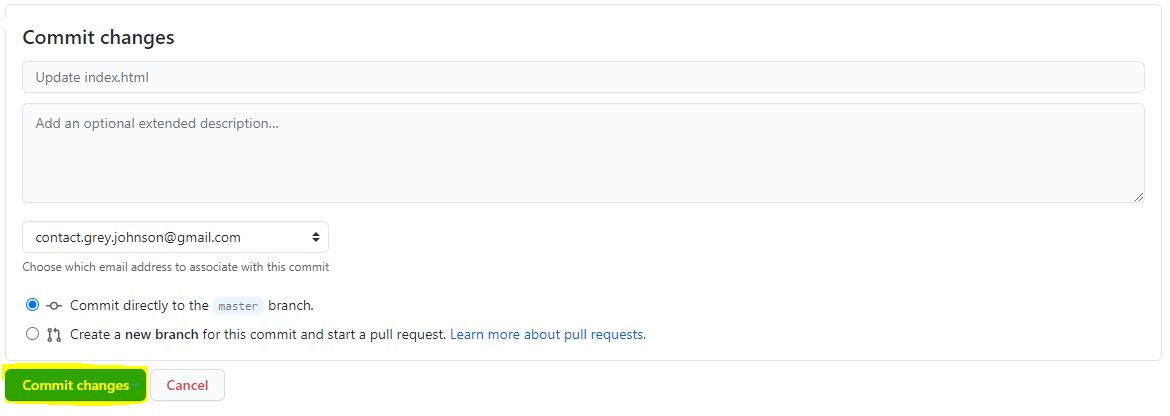 Commit changes
Update index.html
Add an optional extended description...
contact.grey.johnson@gmail.com
Choose which email address to associate with this commit
Commit directly to the master branch.
Create a new branch for this commit and start a pull request. Learn more about pull requests.
Commit changes Cancel